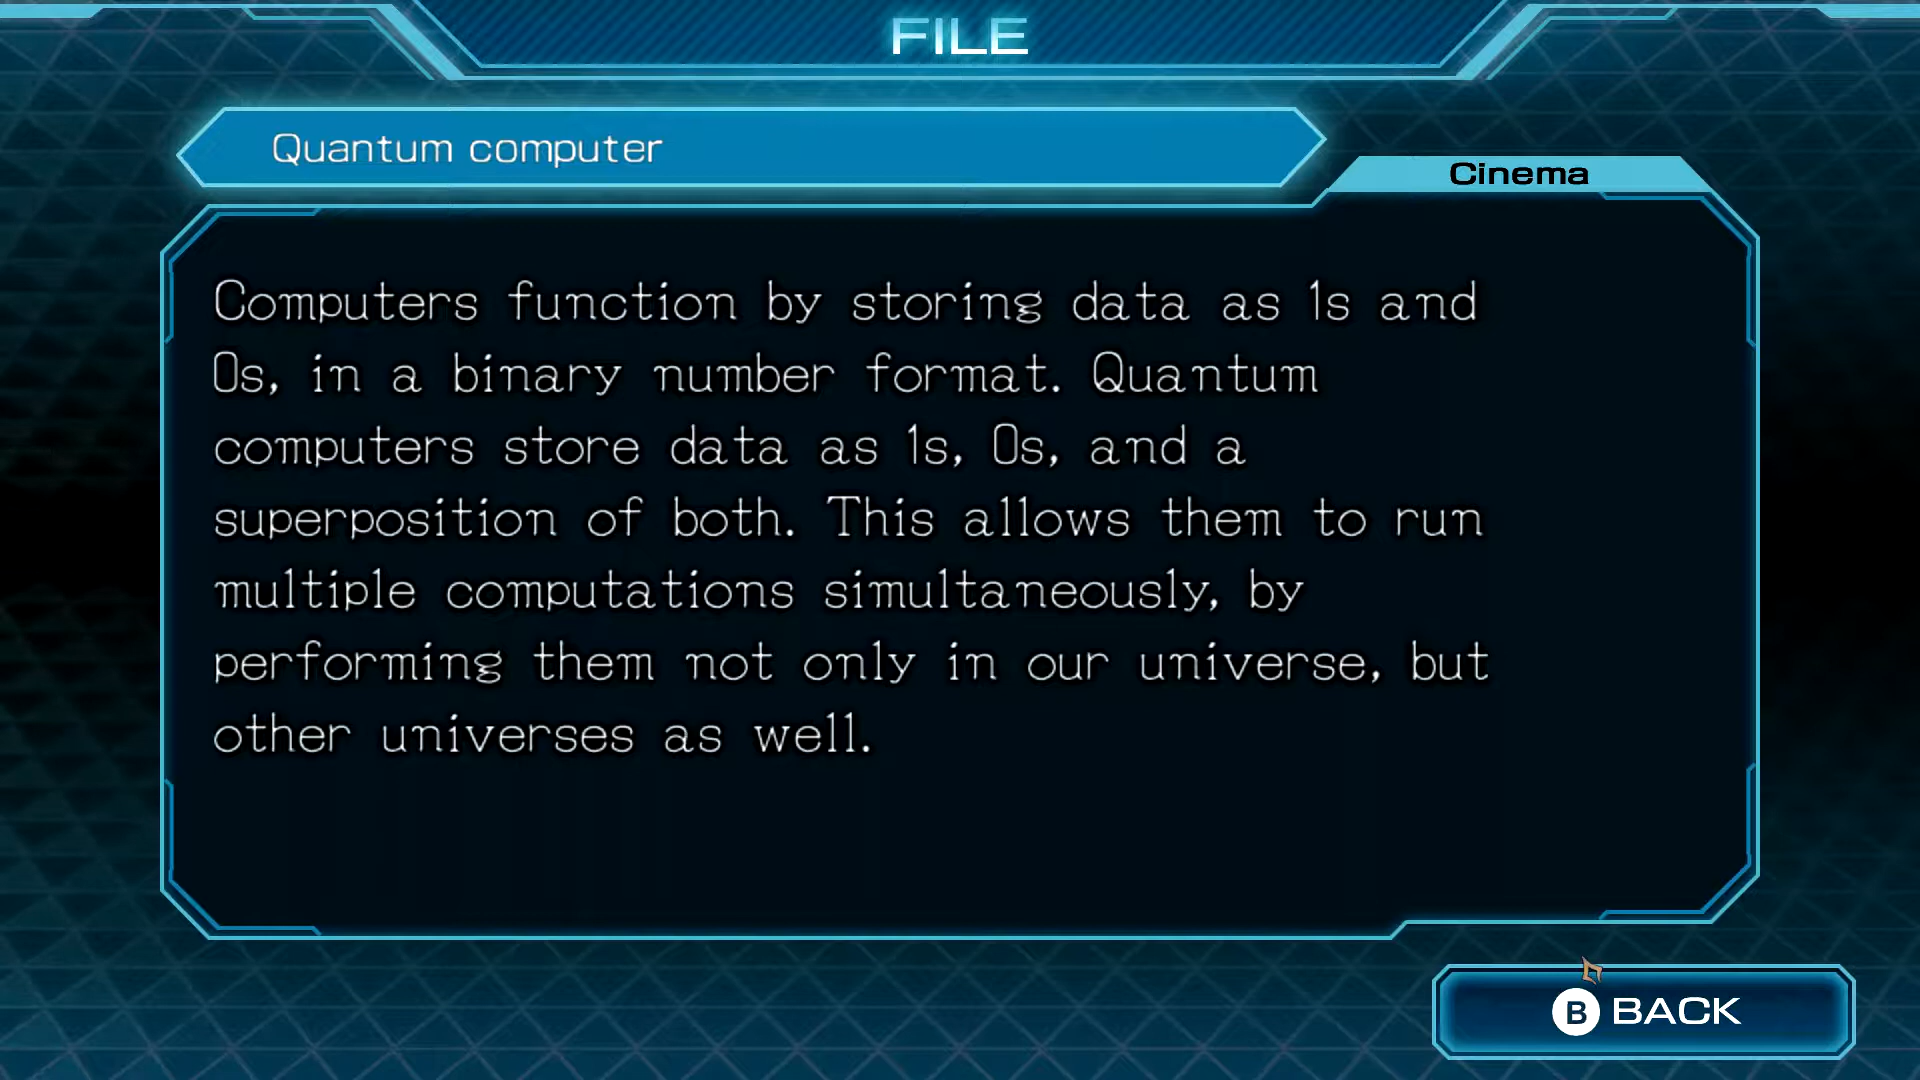 FILE
Quantum computer
Cinema
Computers function by storing data as 1s and
0s, in a binary number format. Quantum
computers store data as 1s, 0s, and a
superposition of both. This allows them to run
multiple computations simultaneously, by
performing them not only in our universe, but
other universes as well.
B BACK